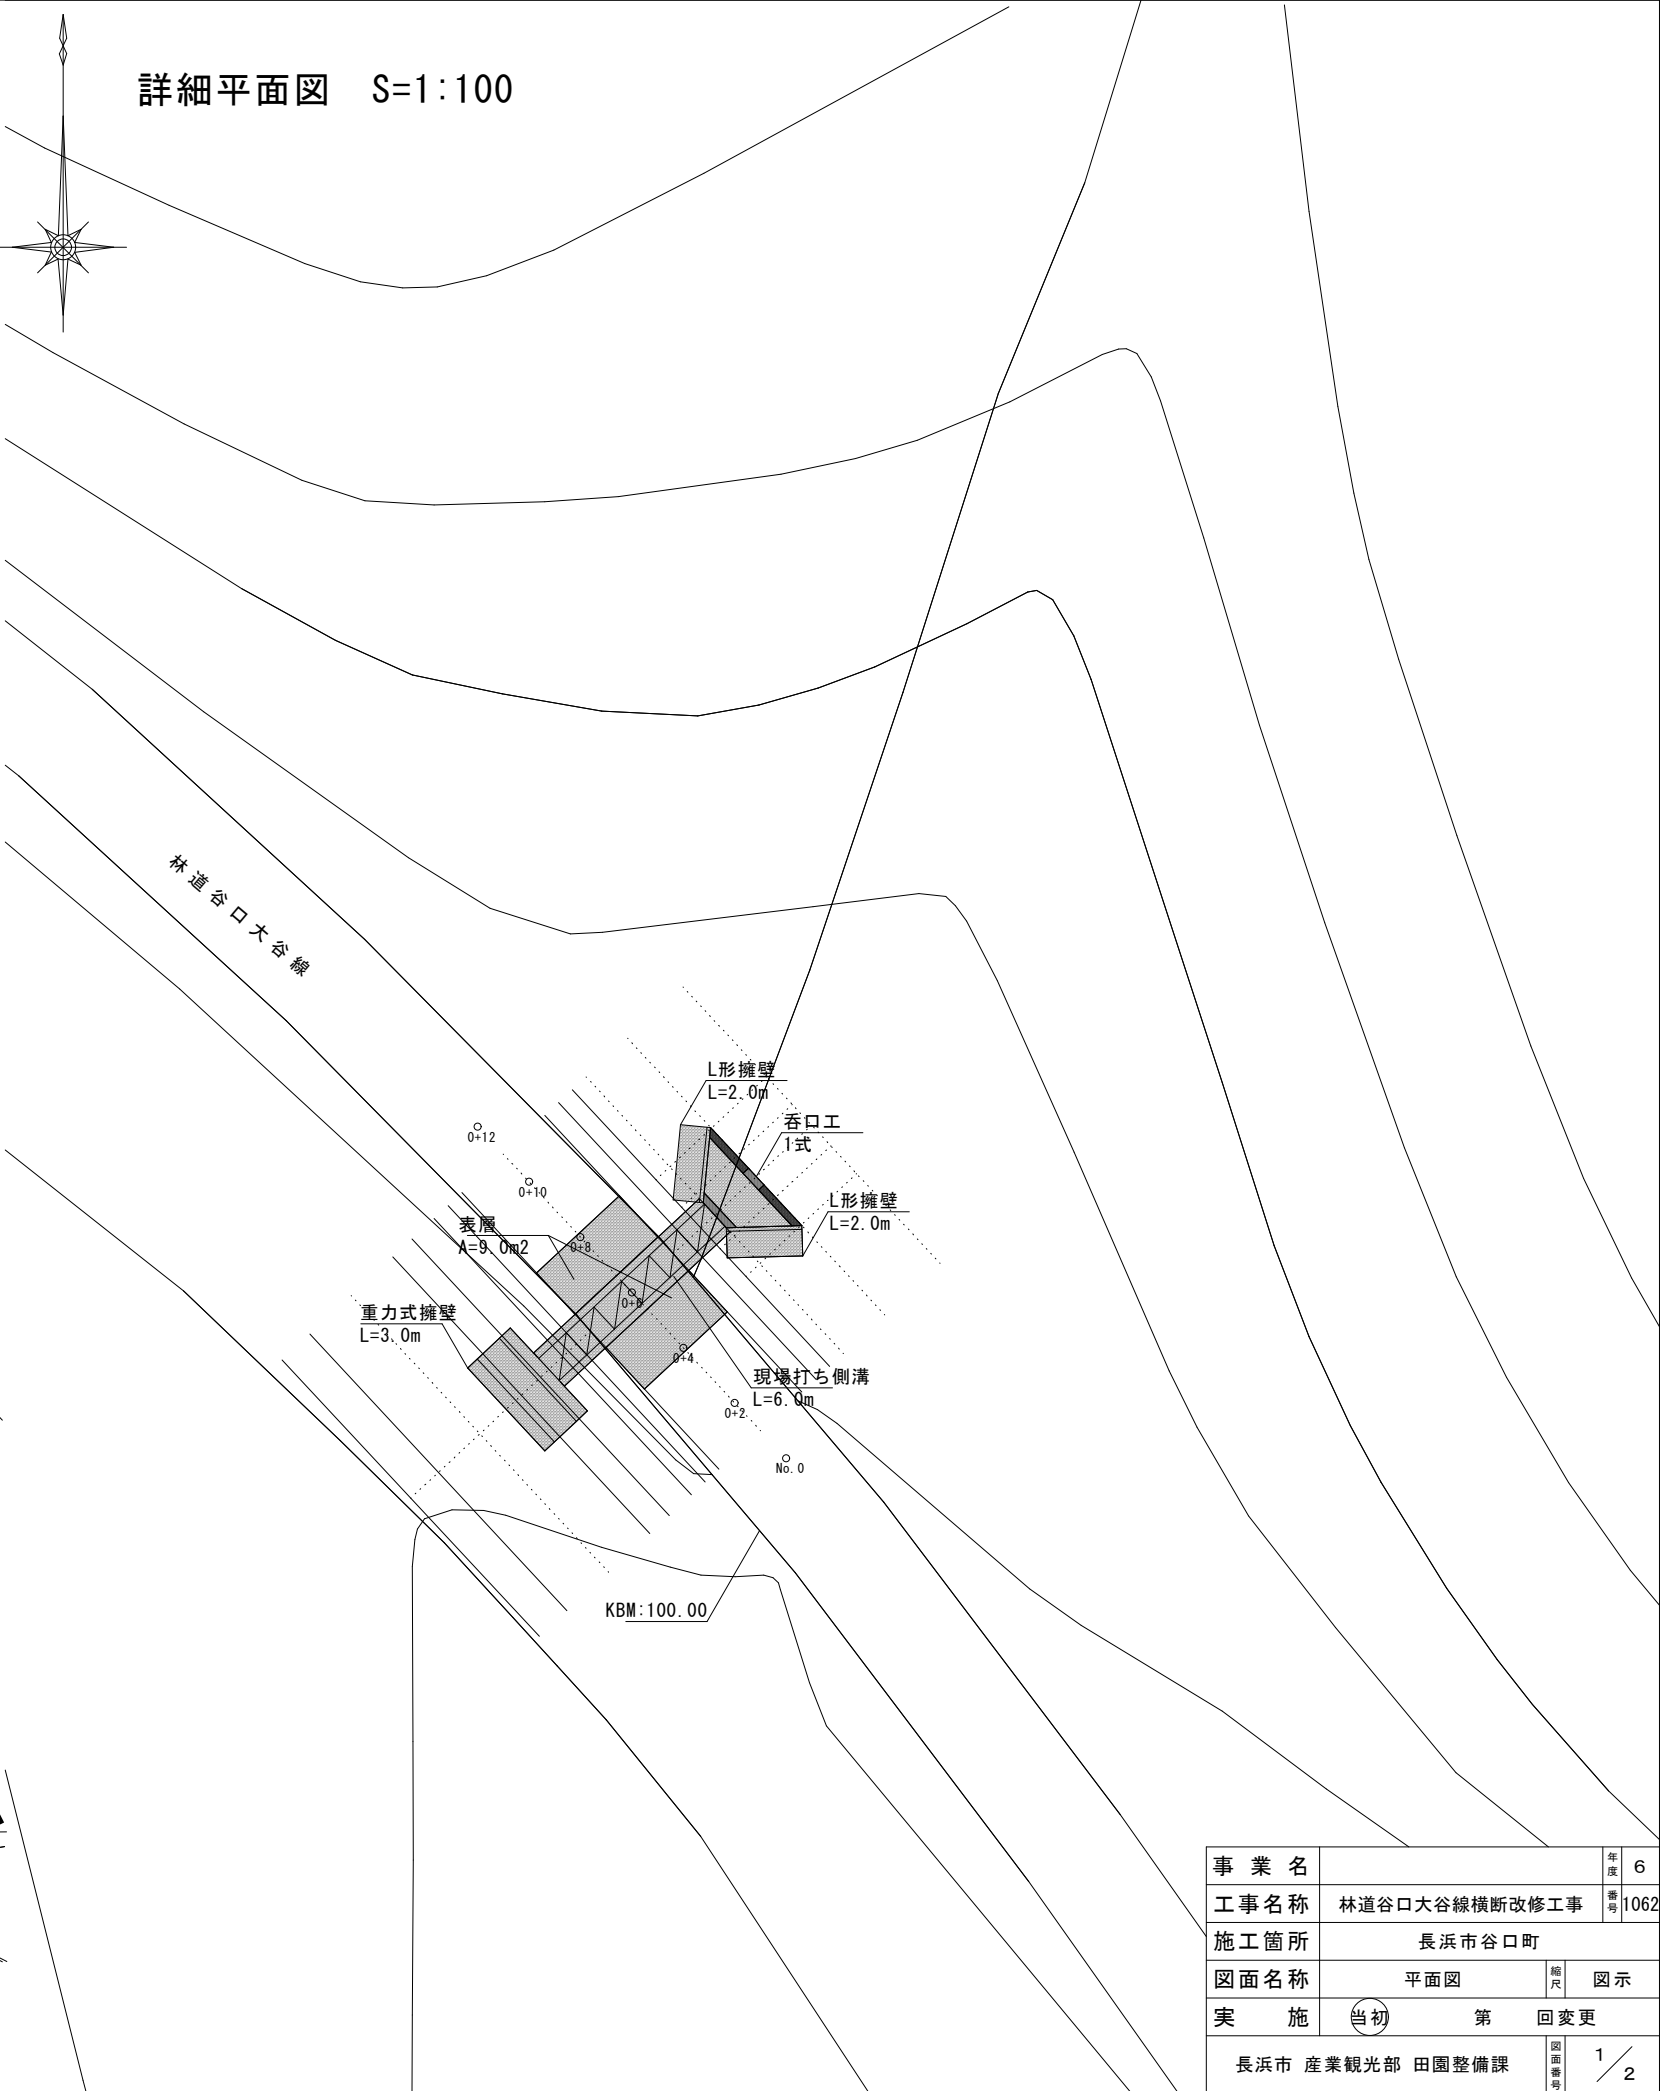 詳細平面図 S=1:100
林道谷口大谷線
L形擁壁
L=2.0m
呑口工
1式
L形擁壁
L=2.0m
0+12
0+10
表層
A=9.0m2
0+8
0+6
重力式擁壁
L=3.0m
0+4
現場打ち側溝
L=6.0m
0+2
No.0
KBM:100.00
事業名 年度 6
工事名称 林道谷口大谷線横断改修工事 番号 1062
施工箇所 長浜市谷口町
図面名称 平面図 縮尺 図示
実施 当初 第 回変更
長浜市 産業観光部 田園整備課 図面番号 1/2